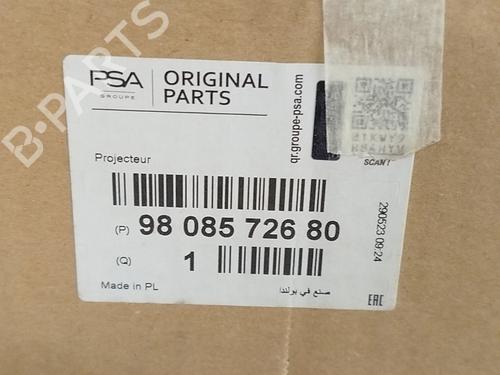 B-PARTS
PSA
GROUPE
ORIGINAL
PARTS
qr.groupe-psa.com
SCAN !
Projecteur
(P) 98 085 726 80
(Q) 1
Made in PL
صنع في بولندا
290523 09:24
EAC